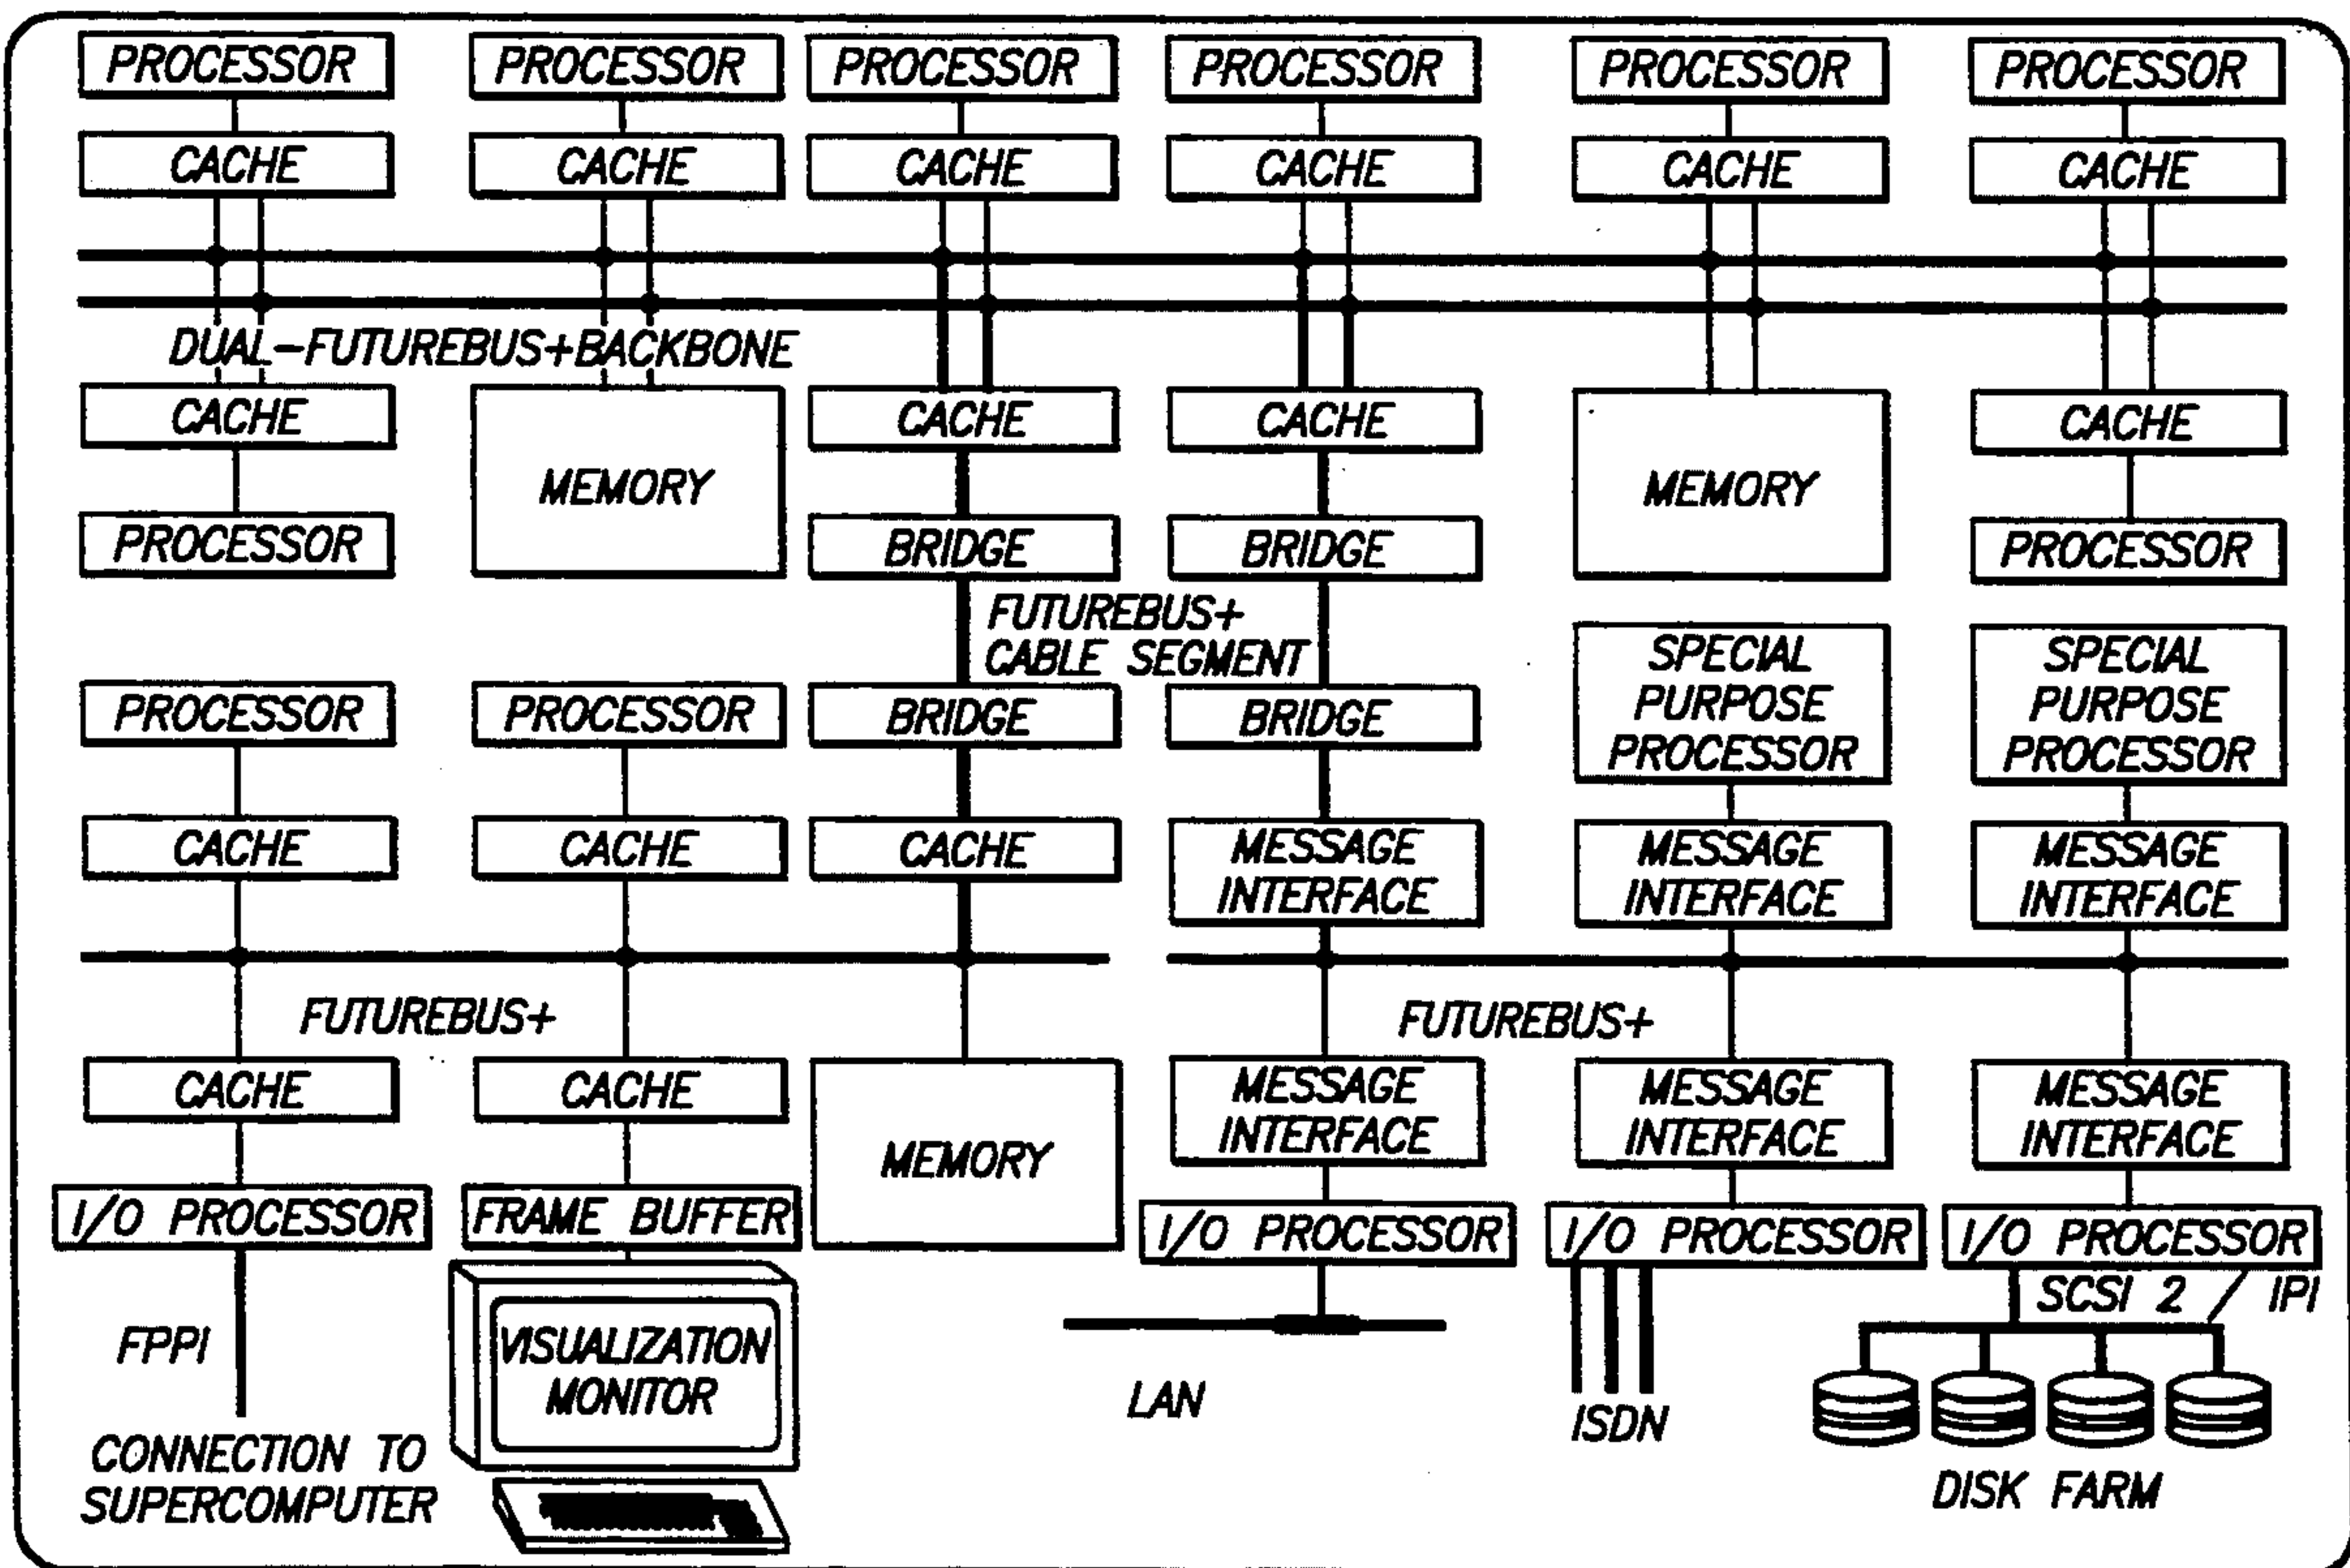 PROCESSOR
PROCESSOR
PROCESSOR
PROCESSOR
PROCESSOR
PROCESSOR
CACHE
CACHE
CACHE
CACHE
CACHE
CACHE
DUAL-FUTUREBUS+BACKBONE
CACHE
MEMORY
CACHE
CACHE
MEMORY
CACHE
PROCESSOR
BRIDGE
BRIDGE
PROCESSOR
FUTUREBUS+
CABLE SEGMENT
PROCESSOR
PROCESSOR
BRIDGE
BRIDGE
SPECIAL
PURPOSE
PROCESSOR
SPECIAL
PURPOSE
PROCESSOR
CACHE
CACHE
CACHE
MESSAGE
INTERFACE
MESSAGE
INTERFACE
MESSAGE
INTERFACE
FUTUREBUS+
FUTUREBUS+
CACHE
CACHE
MEMORY
MESSAGE
INTERFACE
MESSAGE
INTERFACE
MESSAGE
INTERFACE
I/O PROCESSOR
FRAME BUFFER
I/O PROCESSOR
I/O PROCESSOR
I/O PROCESSOR
SCSI 2
IPI
FPPI
VISUALIZATION
MONITOR
LAN
ISDN
CONNECTION TO
SUPERCOMPUTER
DISK FARM